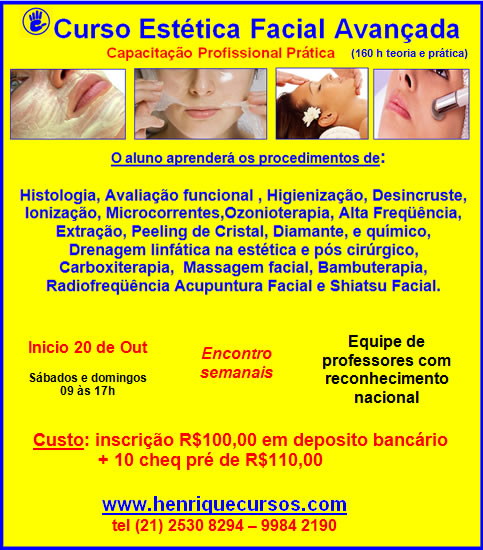 Curso Estética Facial Avançada
Capacitação Profissional Prática (160 h teoria e prática)
O aluno aprenderá os procedimentos de:
Histologia, Avaliação funcional , Higienização, Desincruste,
Ionização, Microcorrentes,Ozonioterapia, Alta Freqüência,
Extração, Peeling de Cristal, Diamante, e químico,
Drenagem linfática na estética e pós cirúrgico,
Carboxiterapia, Massagem facial, Bambuterapia,
Radiofreqüência Acupuntura Facial e Shiatsu Facial.
Inicio 20 de Out
Sábados e domingos
09 às 17h
Encontro
semanais
Equipe de
professores com
reconhecimento
nacional
Custo: inscrição R$100,00 em deposito bancário
+ 10 cheq pré de R$110,00
www.henriquecursos.com
tel (21) 2530 8294 – 9984 2190